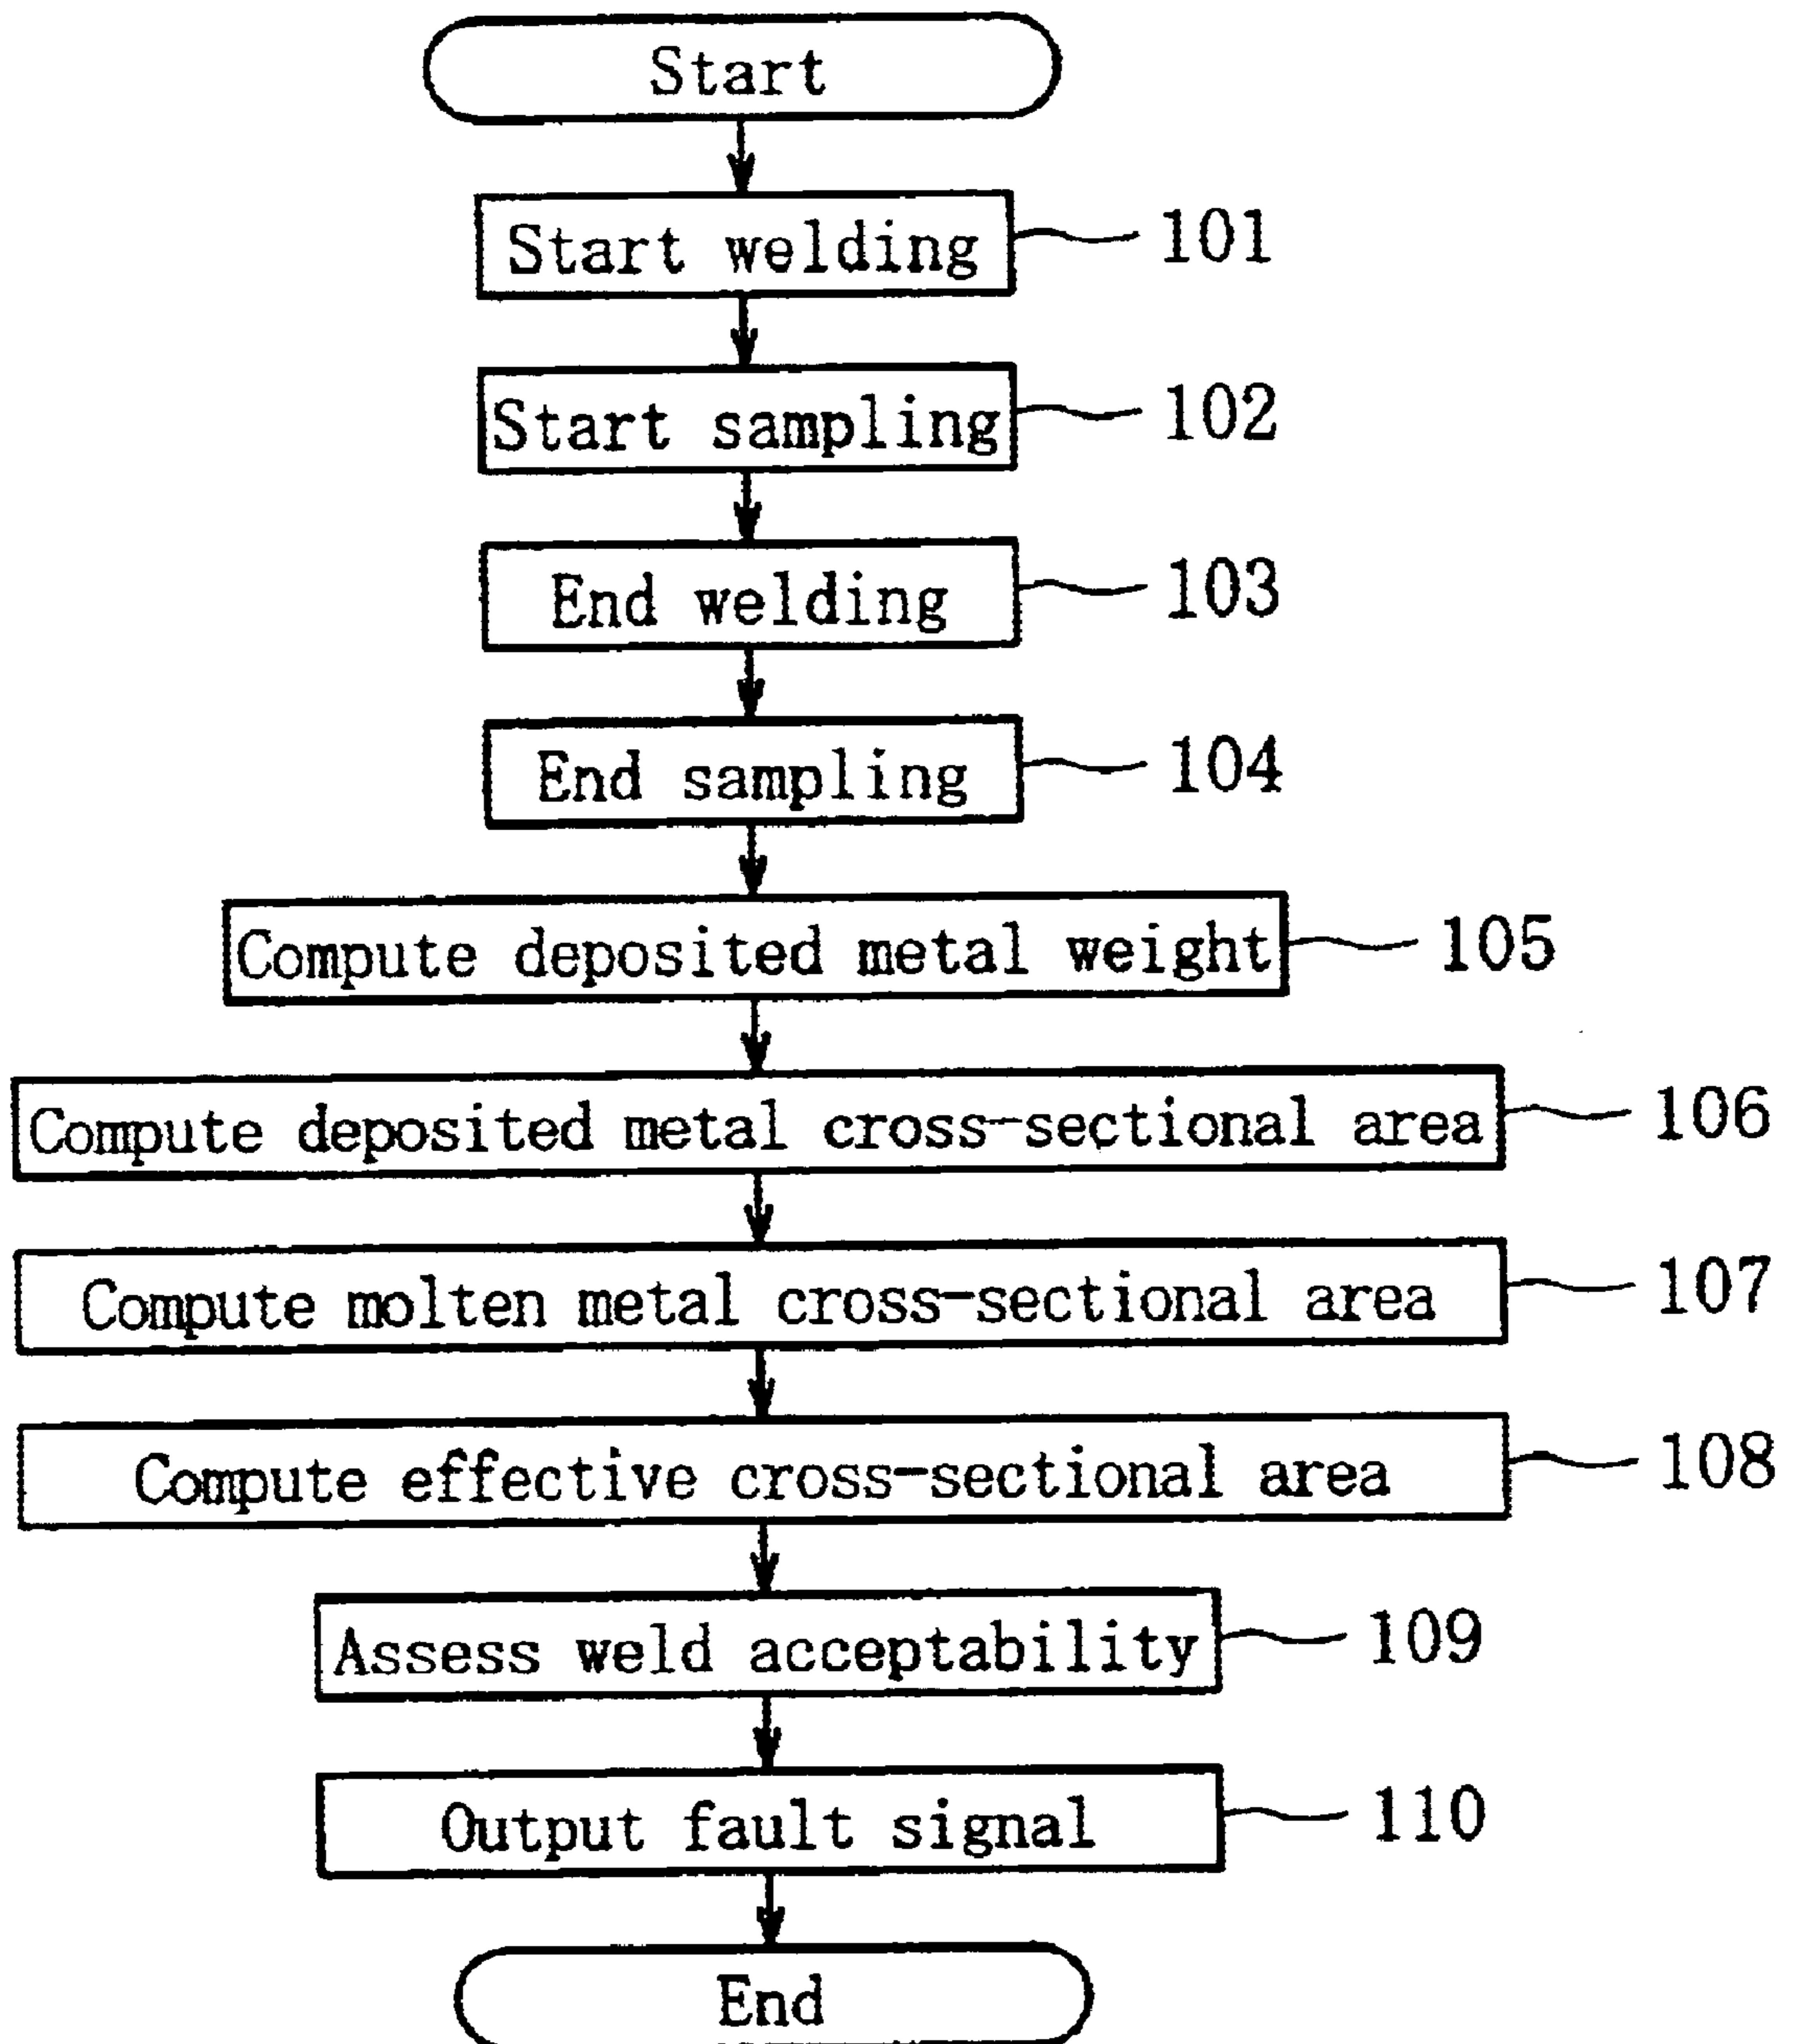 Start
Start welding 101
Start sampling 102
End welding 103
End sampling 104
Compute deposited metal weight 105
Compute deposited metal cross-sectional area 106
Compute molten metal cross-sectional area 107
Compute effective cross-sectional area 108
Assess weld acceptability 109
Output fault signal 110
End